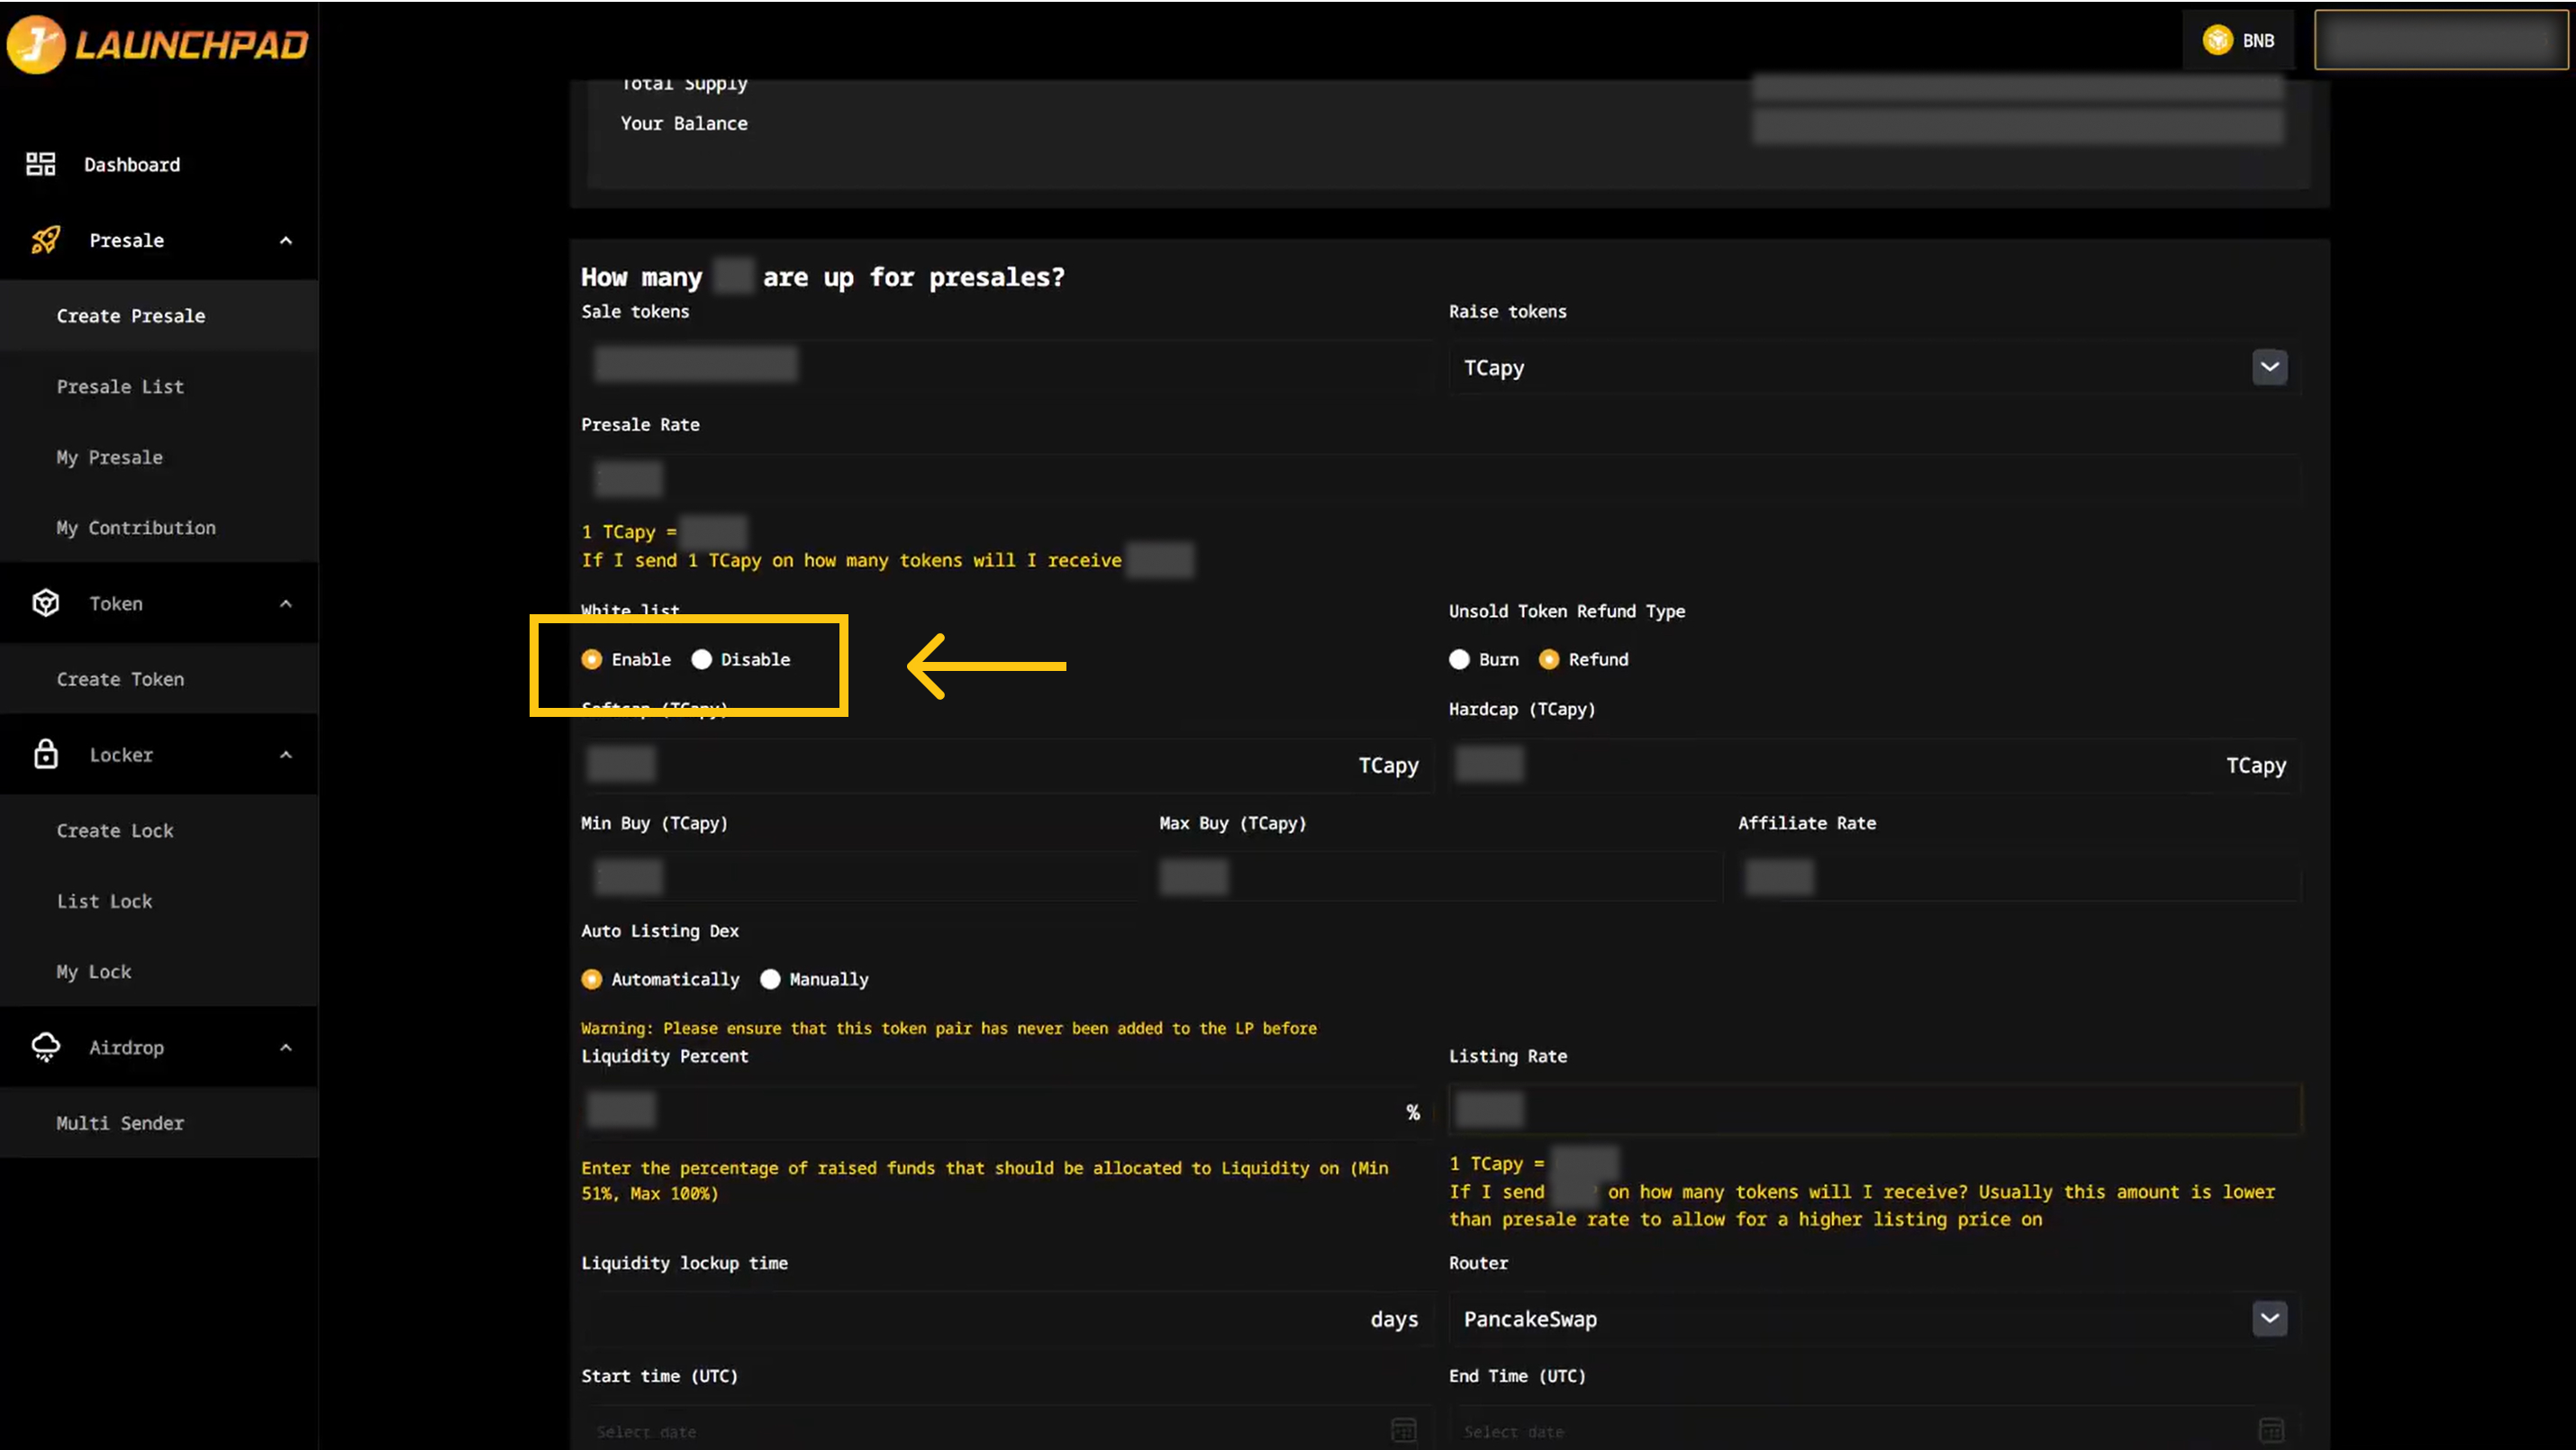 LAUNCHPAD
BNB
Dashboard
Presale
Create Presale
Presale List
My Presale
My Contribution
Token
Create Token
Locker
Create Lock
List Lock
My Lock
Airdrop
Multi Sender
Total Supply
Your Balance
How many are up for presales?
Sale tokens
Raise tokens
TCapy
Presale Rate
1 TCapy =
If I send 1 TCapy on how many tokens will I receive
White list
Unsold Token Refund Type
Enable Disable
Burn Refund
Softcap (TCapy)
Hardcap (TCapy)
TCapy
TCapy
Min Buy (TCapy)
Max Buy (TCapy)
Affiliate Rate
Auto Listing Dex
Automatically Manually
Warning: Please ensure that this token pair has never been added to the LP before
Liquidity Percent
Listing Rate
%
Enter the percentage of raised funds that should be allocated to Liquidity on (Min
51%, Max 100%)
1 TCapy =
If I send on how many tokens will I receive? Usually this amount is lower
than presale rate to allow for a higher listing price on
Liquidity lockup time
Router
days
PancakeSwap
Start time (UTC)
End Time (UTC)
Select date
Select date